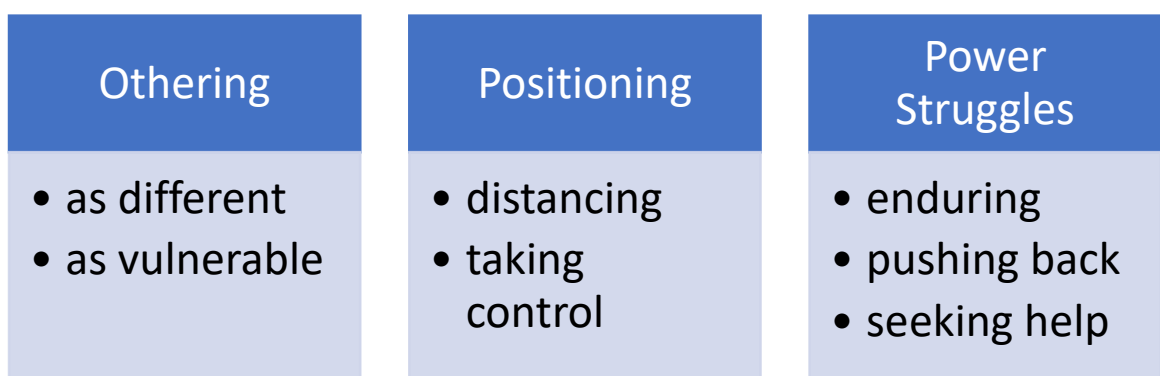 Othering
• as different
• as vulnerable
Positioning
• distancing
• taking
control
Power
Struggles
• enduring
• pushing back
• seeking help